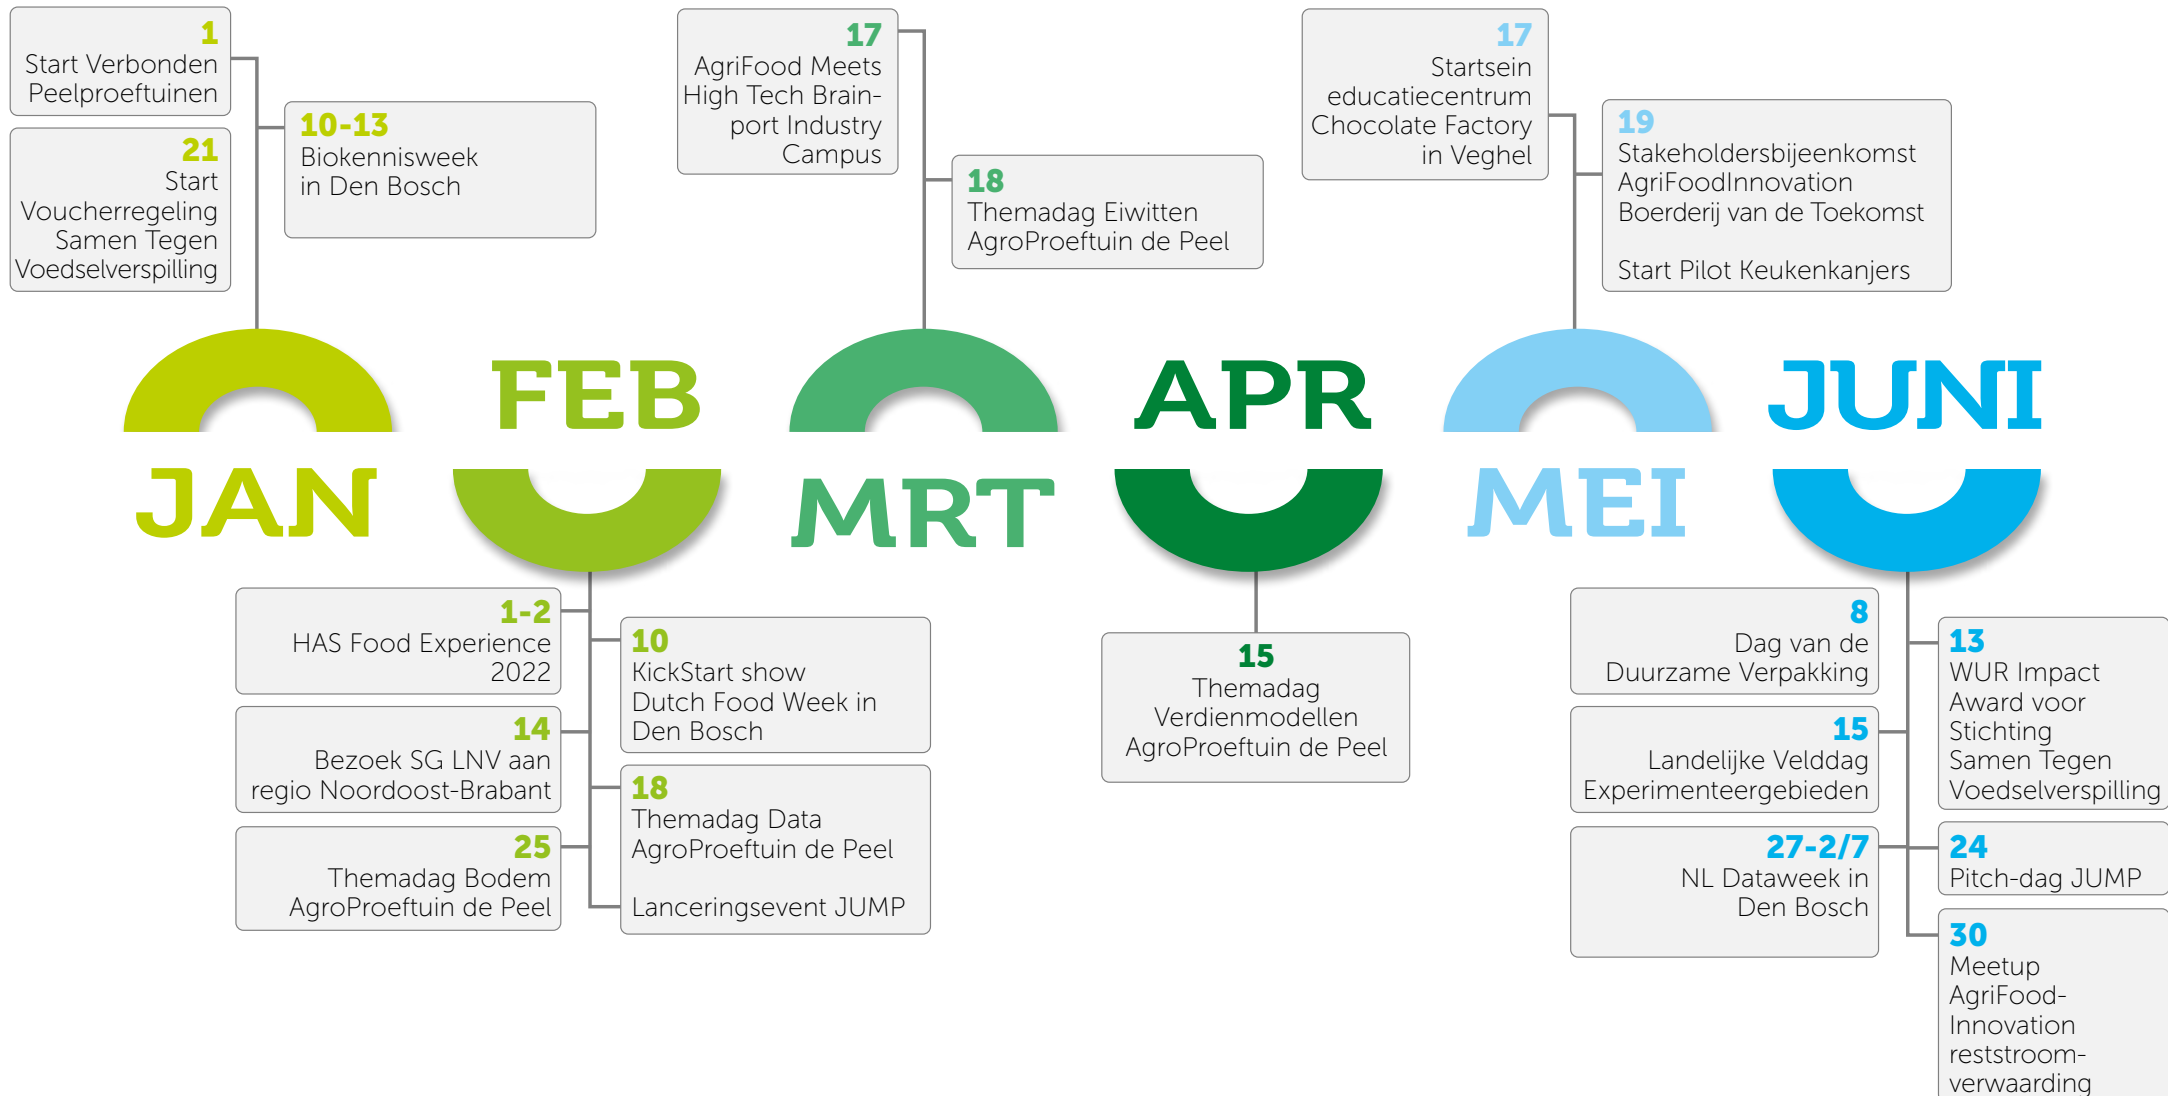 1
Start Verbonden
Peelproeftuinen
21
Start
Voucherregeling
Samen Tegen
Voedselverspilling
10-13
Biokennisweek
in Den Bosch
JAN
FEB
1-2
HAS Food Experience
2022
14
Bezoek SG LNV aan
regio Noordoost-Brabant
25
Themadag Bodem
AgroProeftuin de Peel
10
KickStart show
Dutch Food Week in
Den Bosch
18
Themadag Data
AgroProeftuin de Peel
Lanceringsevent JUMP
17
AgriFood Meets
High Tech Brain-
port Industry
Campus
18
Themadag Eiwitten
AgroProeftuin de Peel
MRT
APR
15
Themadag
Verdienmodellen
AgroProeftuin de Peel
17
Startsein
educatiecentrum
Chocolate Factory
in Veghel
19
Stakeholdersbijeenkomst
AgriFoodInnovation
Boerderij van de Toekomst
Start Pilot Keukenkanjers
MEI
JUNI
8
Dag van de
Duurzame Verpakking
15
Landelijke Velddag
Experimenteergebieden
27-2/7
NL Dataweek in
Den Bosch
13
WUR Impact
Award voor
Stichting
Samen Tegen
Voedselverspilling
24
Pitch-dag JUMP
30
Meetup
AgriFood-
Innovation
reststroom-
verwaarding